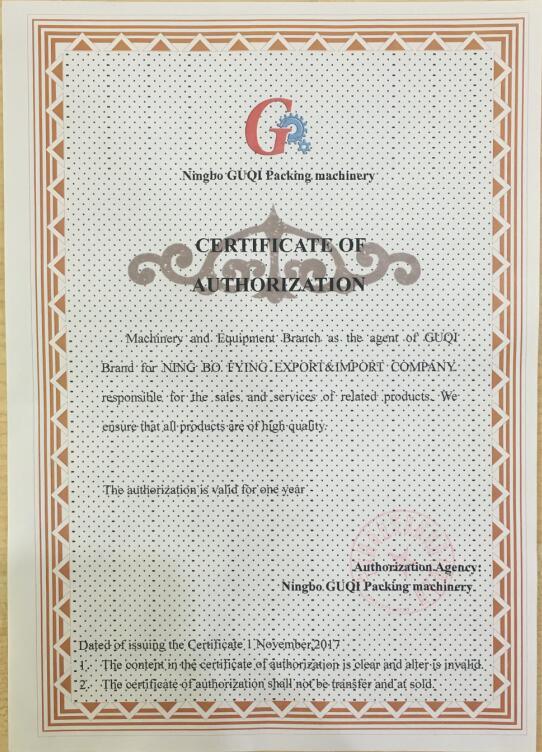 G
Ningbo GUQI Packing machinery
CERTIFICATE OF
AUTHORIZATION
Machinery and Equipment Branch as the agent of GUQI
Brand for NING BO FYING EXPORT&IMPORT COMPANY
responsible for the sales and services of related products. We
ensure that all products are of high quality.
The authorization is valid for one year
Authorization Agency:
Ningbo GUQI Packing machinery.
Dated of issuing the Certificate 1 November,2017
1. The content in the certificate of authorization is clear and alter is invalid.
2. The certificate of authorization shall not be transfer and at sold.